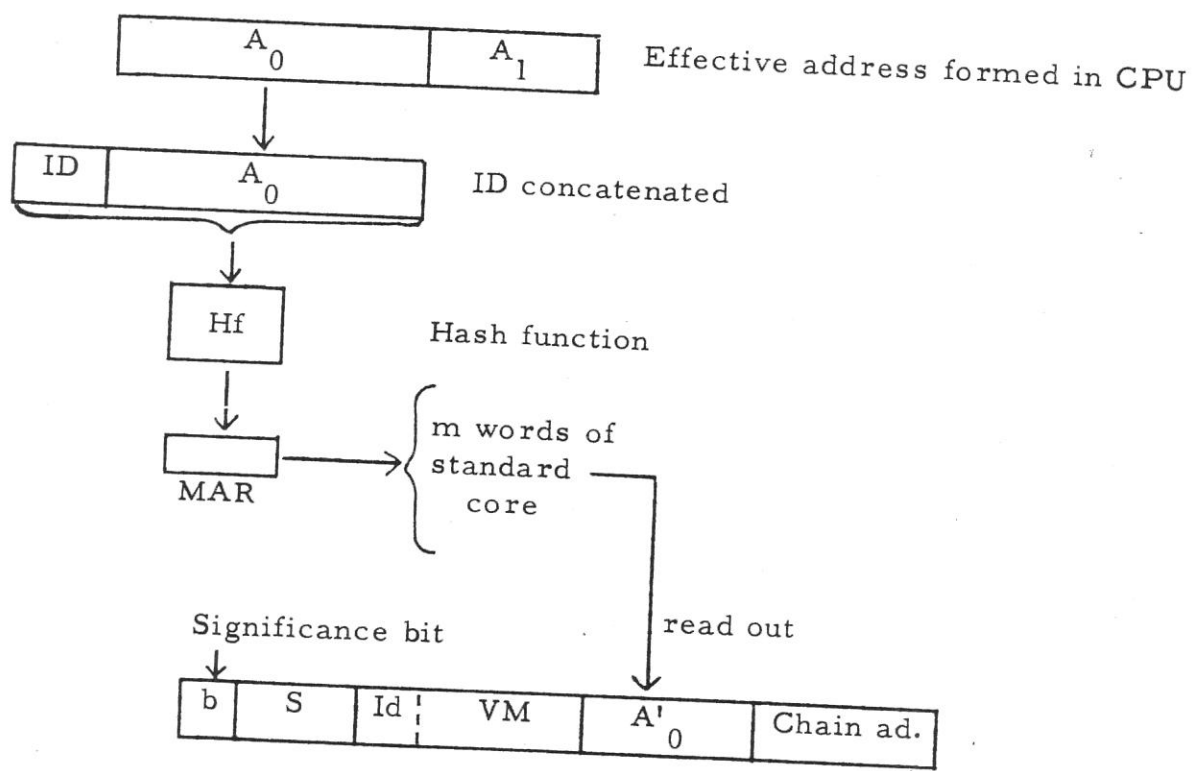 A0 A1 Effective address formed in CPU
ID A0 ID concatenated
Hf Hash function
m words of
standard
core
MAR
read out
Significance bit
b S Id VM A'0 Chain ad.